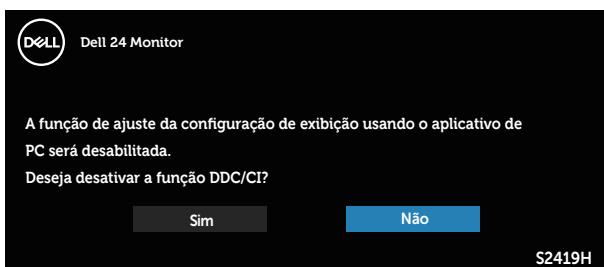 DELL Dell 24 Monitor
A função de ajuste da configuração de exibição usando o aplicativo de
PC será desabilitada.
Deseja desativar a função DDC/CI?
Sim Não
S2419H